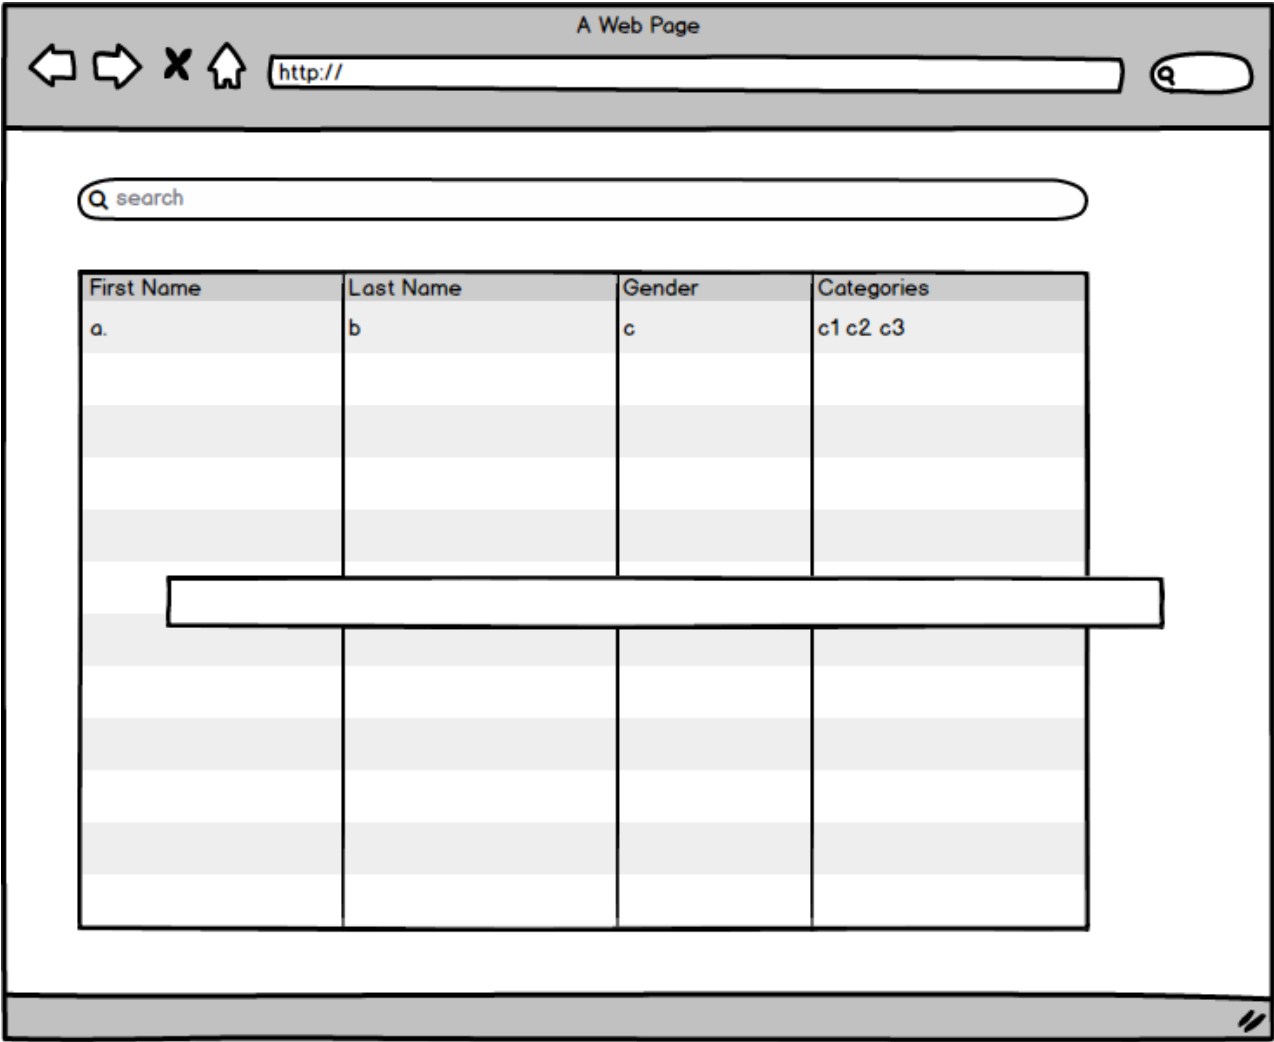 A Web Page
http://
search
First Name Last Name Gender Categories
a. b c c1 c2 c3